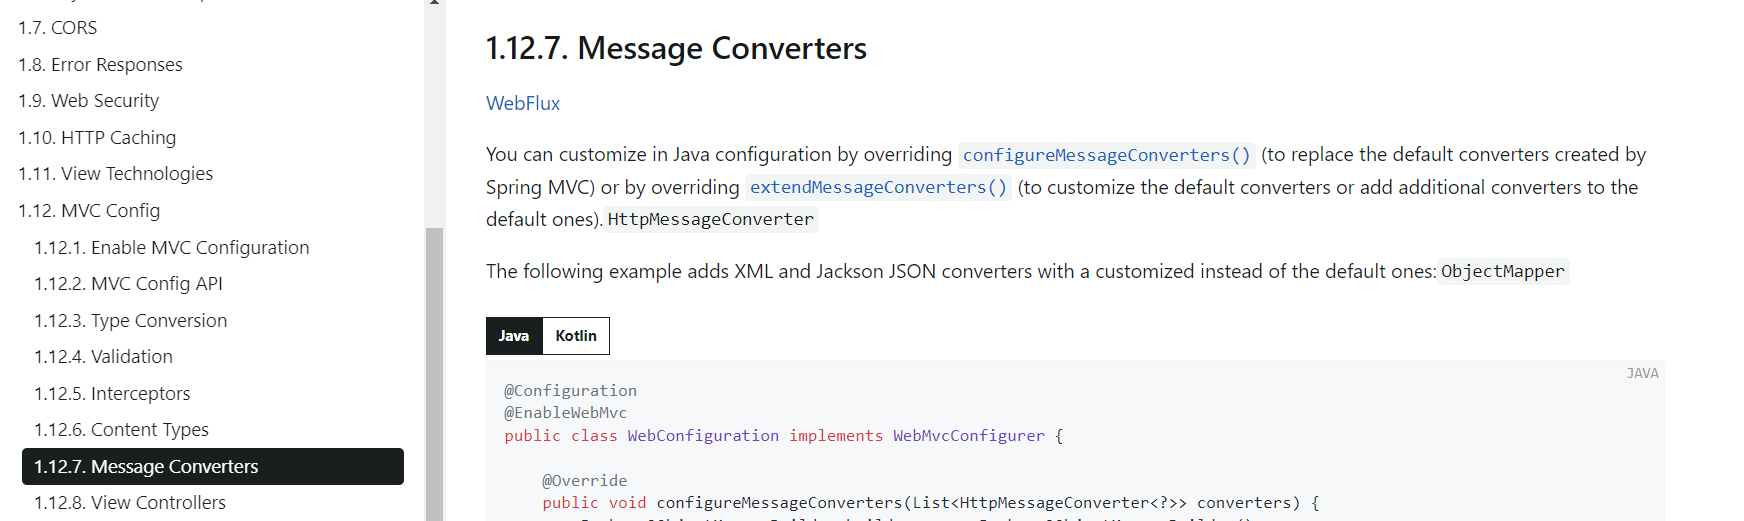 1.7. CORS
1.8. Error Responses
1.9. Web Security
1.10. HTTP Caching
1.11. View Technologies
1.12. MVC Config
1.12.1. Enable MVC Configuration
1.12.2. MVC Config API
1.12.3. Type Conversion
1.12.4. Validation
1.12.5. Interceptors
1.12.6. Content Types
1.12.7. Message Converters
1.12.8. View Controllers
1.12.7. Message Converters
WebFlux
You can customize in Java configuration by overriding configureMessageConverters() (to replace the default converters created by
Spring MVC) or by overriding extendMessageConverters() (to customize the default converters or add additional converters to the
default ones). HttpMessageConverter
The following example adds XML and Jackson JSON converters with a customized instead of the default ones: ObjectMapper
Java Kotlin
JAVA
@Configuration
@EnableWebMvc
public class WebConfiguration implements WebMvcConfigurer {
@Override
public void configureMessageConverters(List<HttpMessageConverter<?>> converters) {